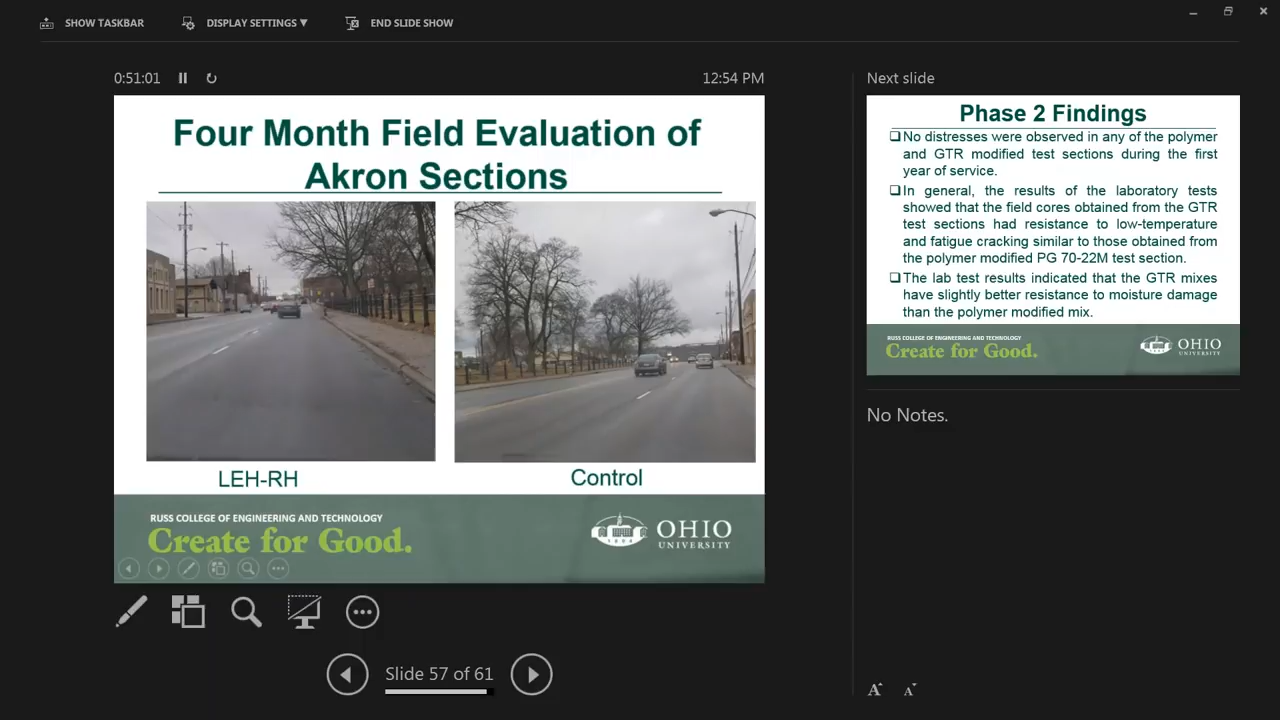 SHOW TASKBAR
DISPLAY SETTINGS ▼
END SLIDE SHOW
0:51:01
12:54 PM
Four Month Field Evaluation of
Akron Sections
LEH-RH
Control
RUSS COLLEGE OF ENGINEERING AND TECHNOLOGY
Create for Good.
1804
OHIO
UNIVERSITY
Slide 57 of 61
Next slide
Phase 2 Findings
❑No distresses were observed in any of the polymer
and GTR modified test sections during the first
year of service.
❑In general, the results of the laboratory tests
showed that the field cores obtained from the GTR
test sections had resistance to low-temperature
and fatigue cracking similar to those obtained from
the polymer modified PG 70-22M test section.
❑The lab test results indicated that the GTR mixes
have slightly better resistance to moisture damage
than the polymer modified mix.
RUSS COLLEGE OF ENGINEERING AND TECHNOLOGY
Create for Good.
OHIO
UNIVERSITY
No Notes.
A A